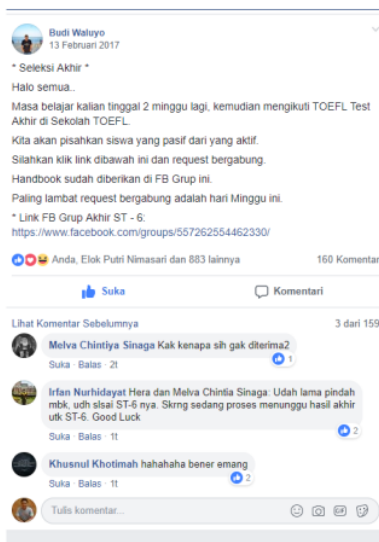 Budi Waluyo
13 Februari 2017
* Seleksi Akhir *
Halo semua..
Masa belajar kalian tinggal 2 minggu lagi, kemudian mengikuti TOEFL Test
Akhir di Sekolah TOEFL.
Kita akan pisahkan siswa yang pasif dari yang aktif.
Silahkan klik link dibawah ini dan request bergabung.
Handbook sudah diberikan di FB Grup ini.
Paling lambat request bergabung adalah hari Minggu ini.
* Link FB Grup Akhir ST - 6:
https://www.facebook.com/groups/557262554462330/
Anda, Elok Putri Nimasari dan 883 lainnya 160 Komentar
Suka Komentari
Lihat Komentar Sebelumnya 3 dari 159
Melva Chintiya Sinaga Kak kenapa sih gak diterima2
1
Suka · Balas · 2t
Irfan Nurhidayat Hera dan Melva Chintia Sinaga: Udah lama pindah
mbk, udh slsai ST-6 nya. Skrng sedang proses menunggu hasil akhir
utk ST-6. Good Luck
2
Suka · Balas · 1t
Khusnul Khotimah hahahaha bener emang
2
Suka · Balas · 1t
Tulis komentar... GIF